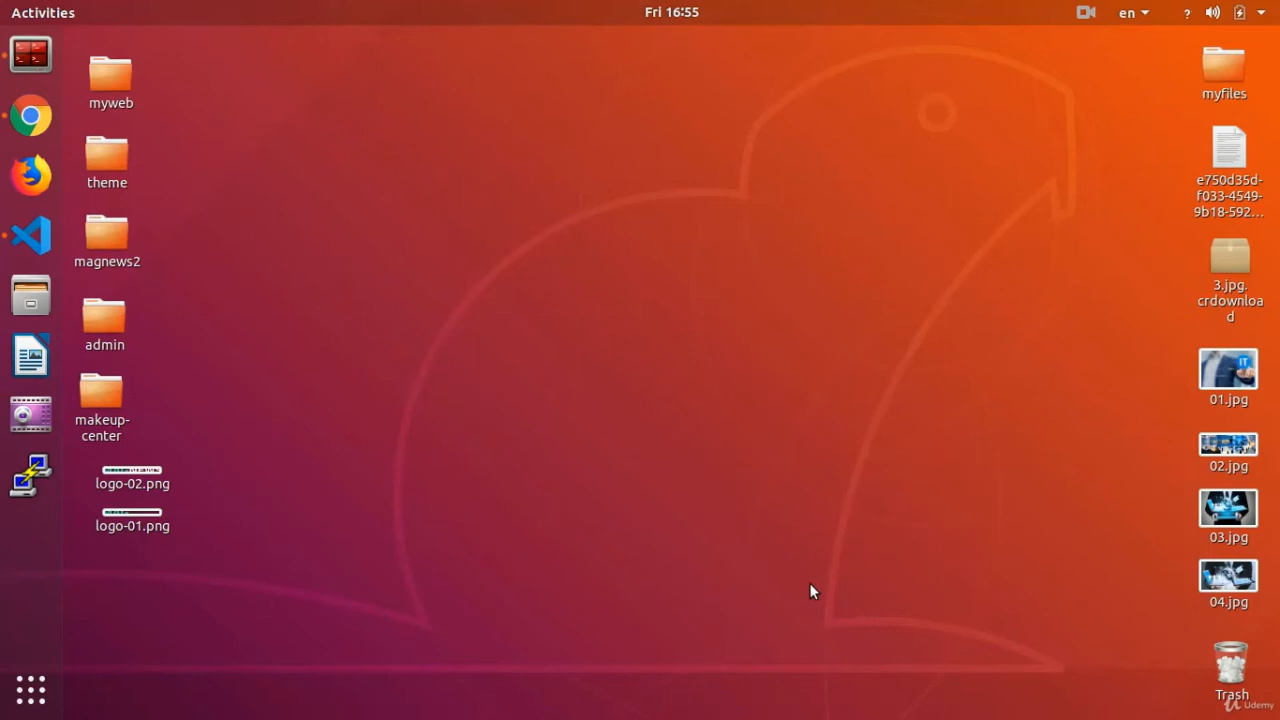 Activities
Fri 16:55
en
?
myweb
theme
magnews2
admin
makeup-
center
logo-02.png
logo-01.png
myfiles
e750d35d-
f033-4549-
9b18-592...
3.jpg.
crdownloa
d
IT
01.jpg
02.jpg
03.jpg
04.jpg
Trash
Udemy